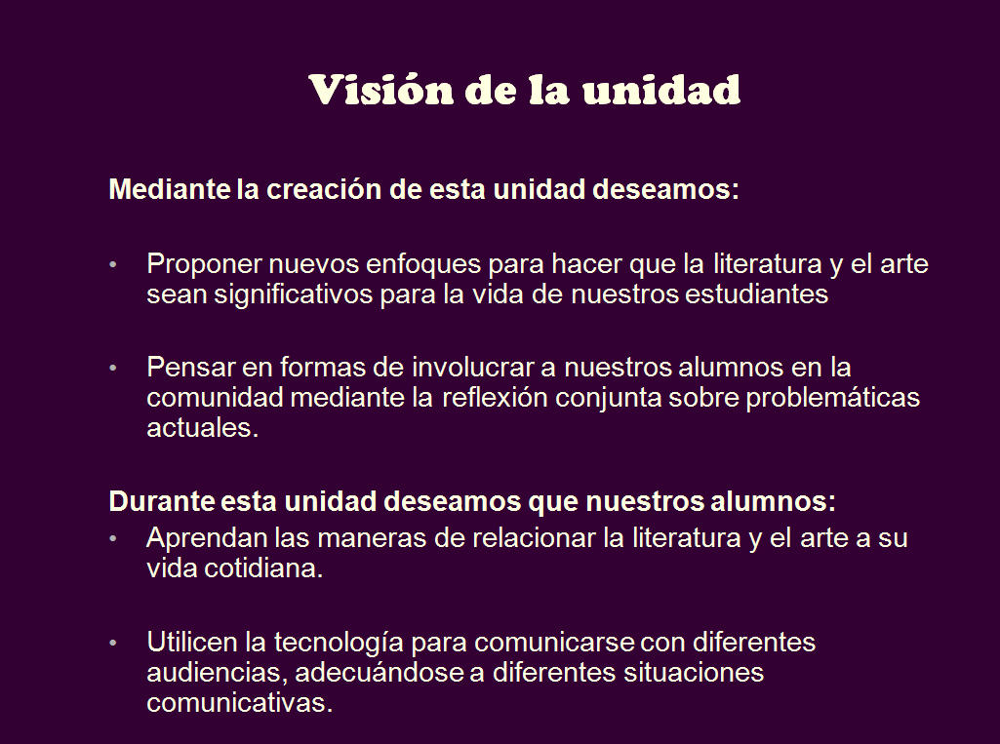 Visión de la unidad
Mediante la creación de esta unidad deseamos:
• Proponer nuevos enfoques para hacer que la literatura y el arte
sean significativos para la vida de nuestros estudiantes
• Pensar en formas de involucrar a nuestros alumnos en la
comunidad mediante la reflexión conjunta sobre problemáticas
actuales.
Durante esta unidad deseamos que nuestros alumnos:
• Aprendan las maneras de relacionar la literatura y el arte a su
vida cotidiana.
• Utilicen la tecnología para comunicarse con diferentes
audiencias, adecuándose a diferentes situaciones
comunicativas.